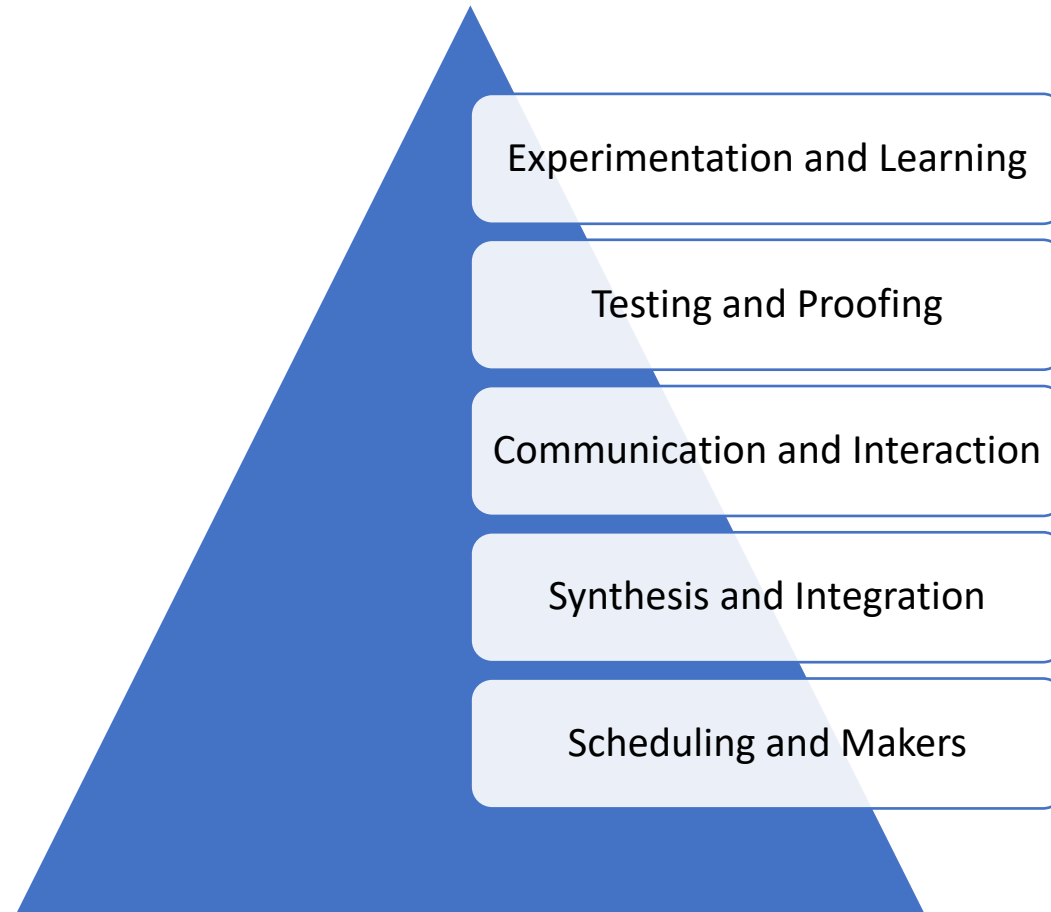 Experimentation and Learning
Testing and Proofing
Communication and Interaction
Synthesis and Integration
Scheduling and Makers